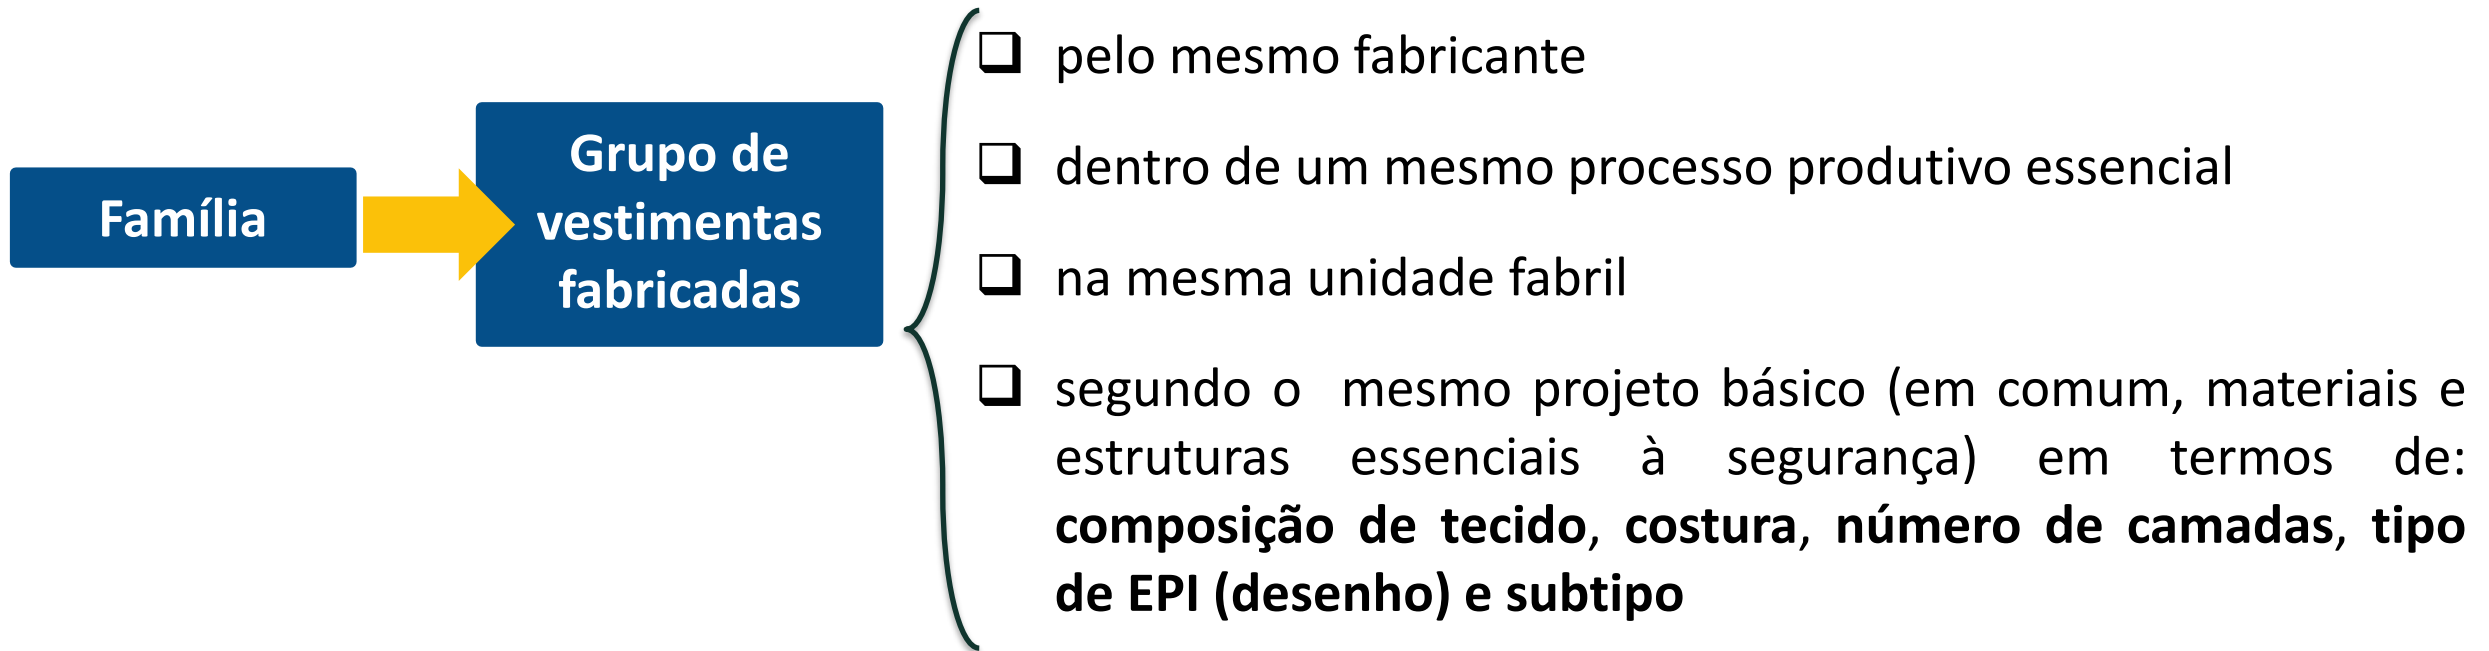 Família
Grupo de
vestimentas
fabricadas
pelo mesmo fabricante
dentro de um mesmo processo produtivo essencial
na mesma unidade fabril
segundo o mesmo projeto básico (em comum, materiais e
estruturas essenciais à segurança) em termos de:
composição de tecido, costura, número de camadas, tipo
de EPI (desenho) e subtipo